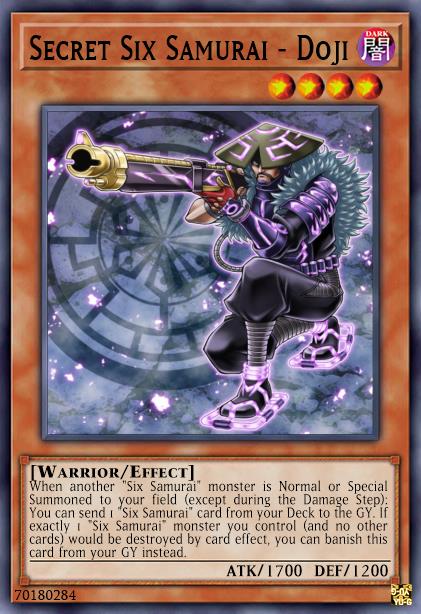 Secret Six Samurai - Doji
DARK
闇
[Warrior/Effect]
When another "Six Samurai" monster is Normal or Special
Summoned to your field (except during the Damage Step):
You can send 1 "Six Samurai" card from your Deck to the GY. If
exactly 1 "Six Samurai" monster you control (and no other
cards) would be destroyed by card effect, you can banish this
card from your GY instead.
ATK/1700 DEF/1200
70180284